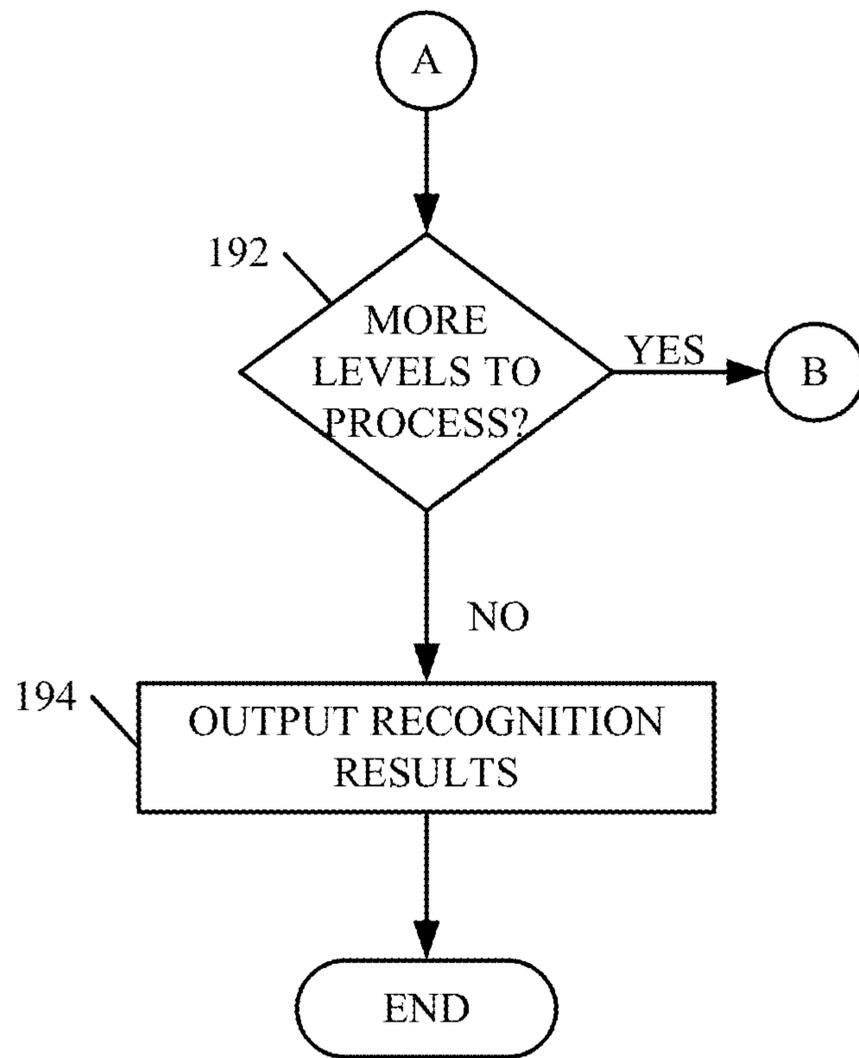 A
192
MORE
LEVELS TO
PROCESS?
YES
B
NO
194
OUTPUT RECOGNITION
RESULTS
END